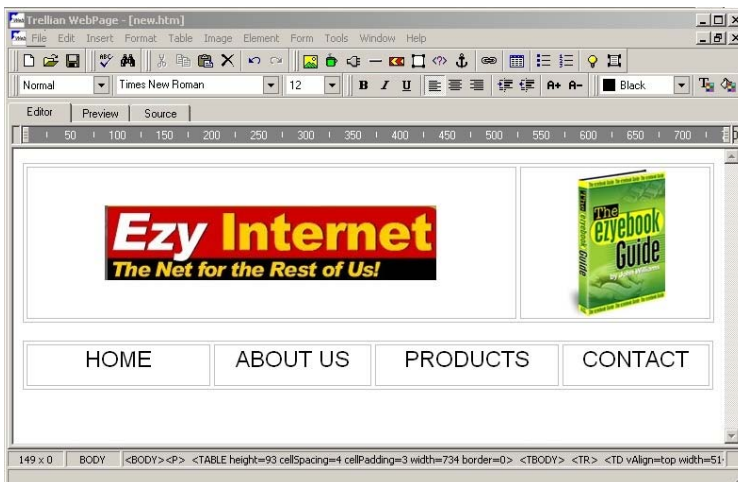 Trellian WebPage - [new.htm]
File Edit Insert Format Table Image Element Form Tools Window Help
Normal Times New Roman 12 B I U A+ A- Black
Editor Preview Source
50 100 150 200 250 300 350 400 450 500 550 600 650 700
Ezy Internet
The Net for the Rest of Us!
The
ezyebook
Guide
HOME ABOUT US PRODUCTS CONTACT
149 x 0 BODY <BODY><P> <TABLE height=93 cellSpacing=4 cellPadding=3 width=734 border=0> <TBODY> <TR> <TD vAlign=top width=51